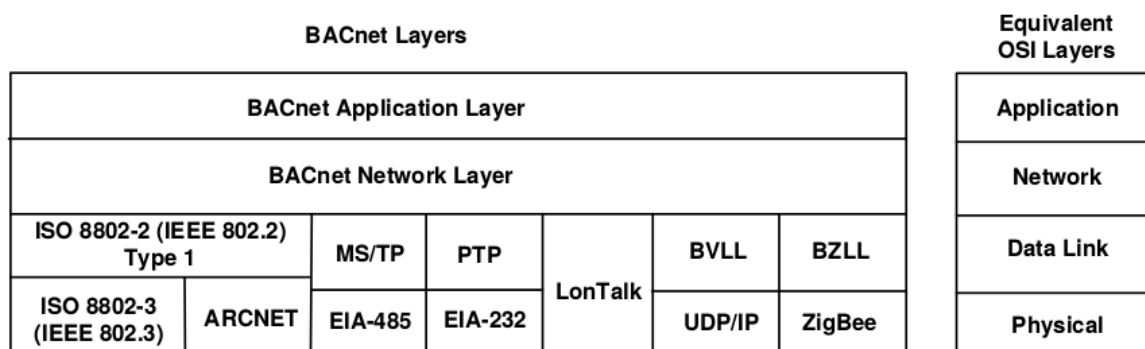 BACnet Layers
Equivalent
OSI Layers
BACnet Application Layer
Application
BACnet Network Layer
Network
ISO 8802-2 (IEEE 802.2)
Type 1
MS/TP
PTP
LonTalk
BVLL
BZLL
Data Link
ISO 8802-3
(IEEE 802.3)
ARCNET
EIA-485
EIA-232
UDP/IP
ZigBee
Physical